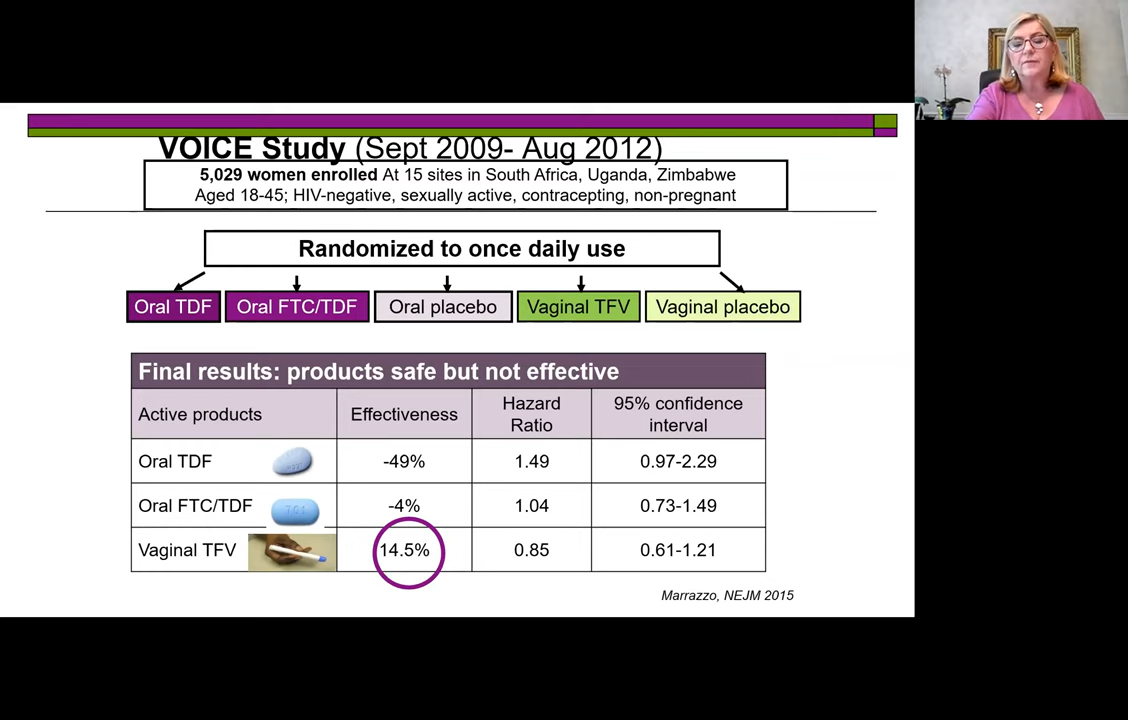 VOICE Study (Sept 2009- Aug 2012)
5,029 women enrolled At 15 sites in South Africa, Uganda, Zimbabwe
Aged 18-45; HIV-negative, sexually active, contracepting, non-pregnant
Randomized to once daily use
Oral TDF
Oral FTC/TDF
Oral placebo
Vaginal TFV
Vaginal placebo
Final results: products safe but not effective
Active products
Effectiveness
Hazard
Ratio
95% confidence
interval
Oral TDF
-49%
1.49
0.97-2.29
Oral FTC/TDF
-4%
1.04
0.73-1.49
Vaginal TFV
14.5%
0.85
0.61-1.21
Marrazzo, NEJM 2015